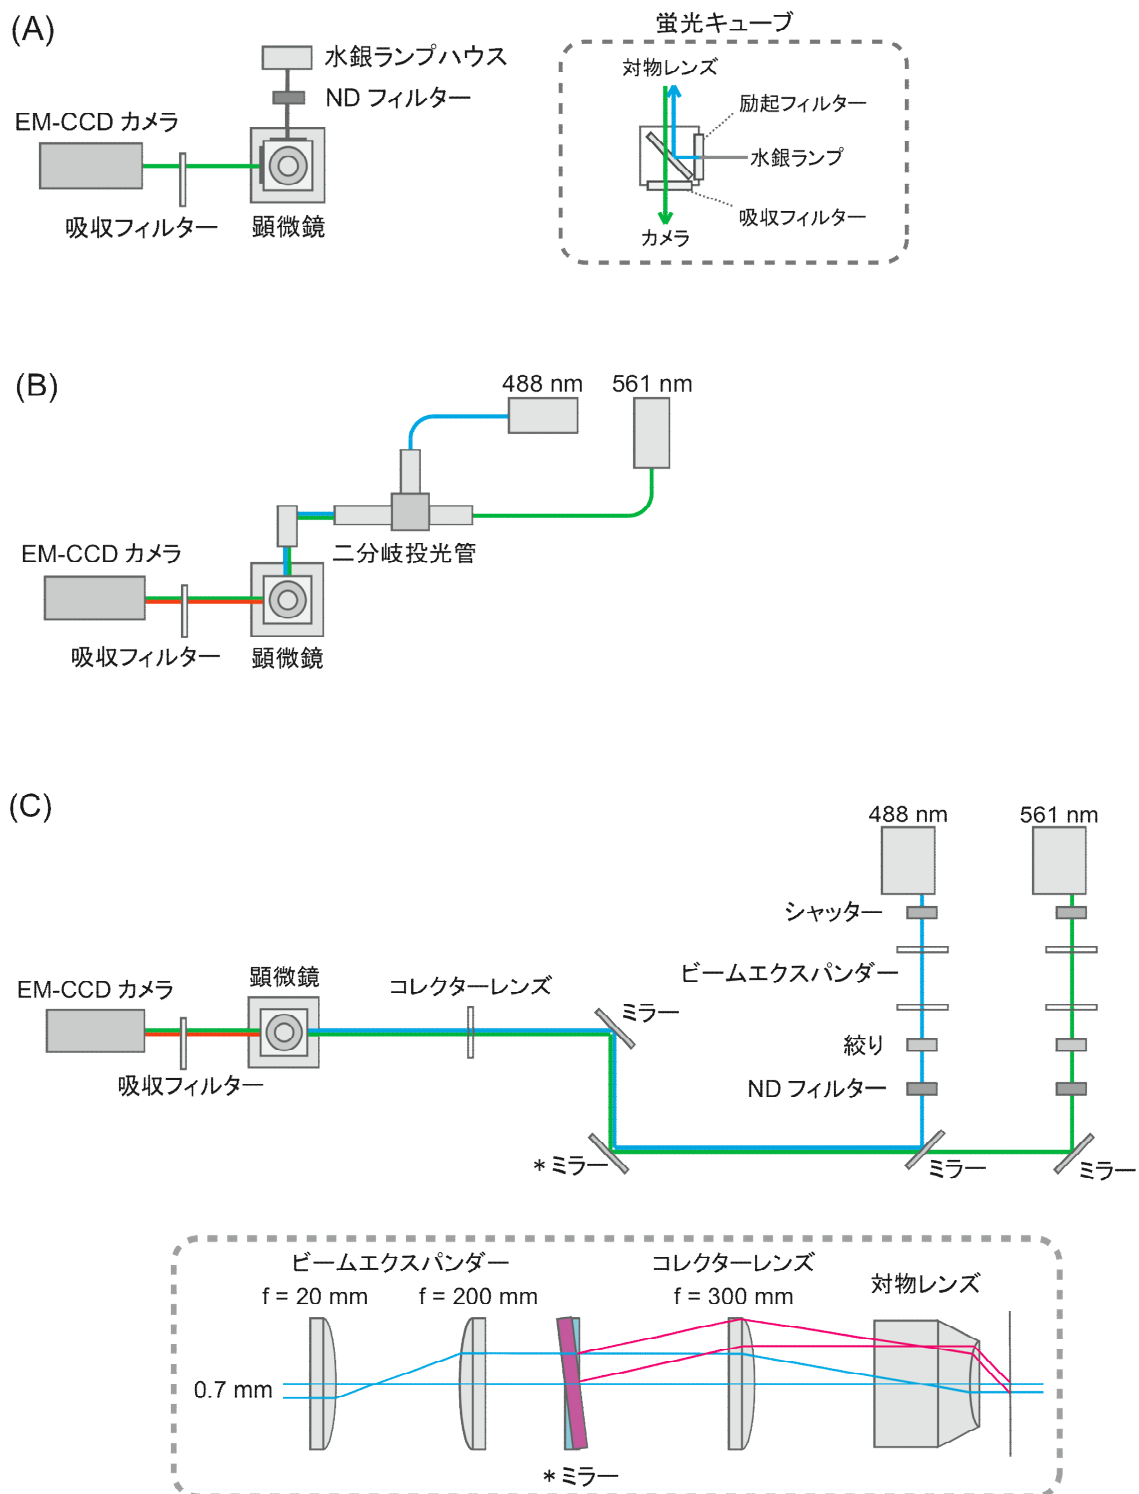 (A)
水銀ランプハウス
ND フィルター
EM-CCD カメラ
吸収フィルター
顕微鏡
蛍光キューブ
対物レンズ
励起フィルター
水銀ランプ
吸収フィルター
カメラ
(B)
488 nm
561 nm
二分岐投光管
EM-CCD カメラ
吸収フィルター
顕微鏡
(C)
488 nm
561 nm
シャッター
ビームエクスパンダー
絞り
ND フィルター
顕微鏡
コレクターレンズ
ミラー
EM-CCD カメラ
吸収フィルター
*ミラー
ミラー
ミラー
ビームエクスパンダー
f = 20 mm
f = 200 mm
コレクターレンズ
f = 300 mm
対物レンズ
0.7 mm
*ミラー